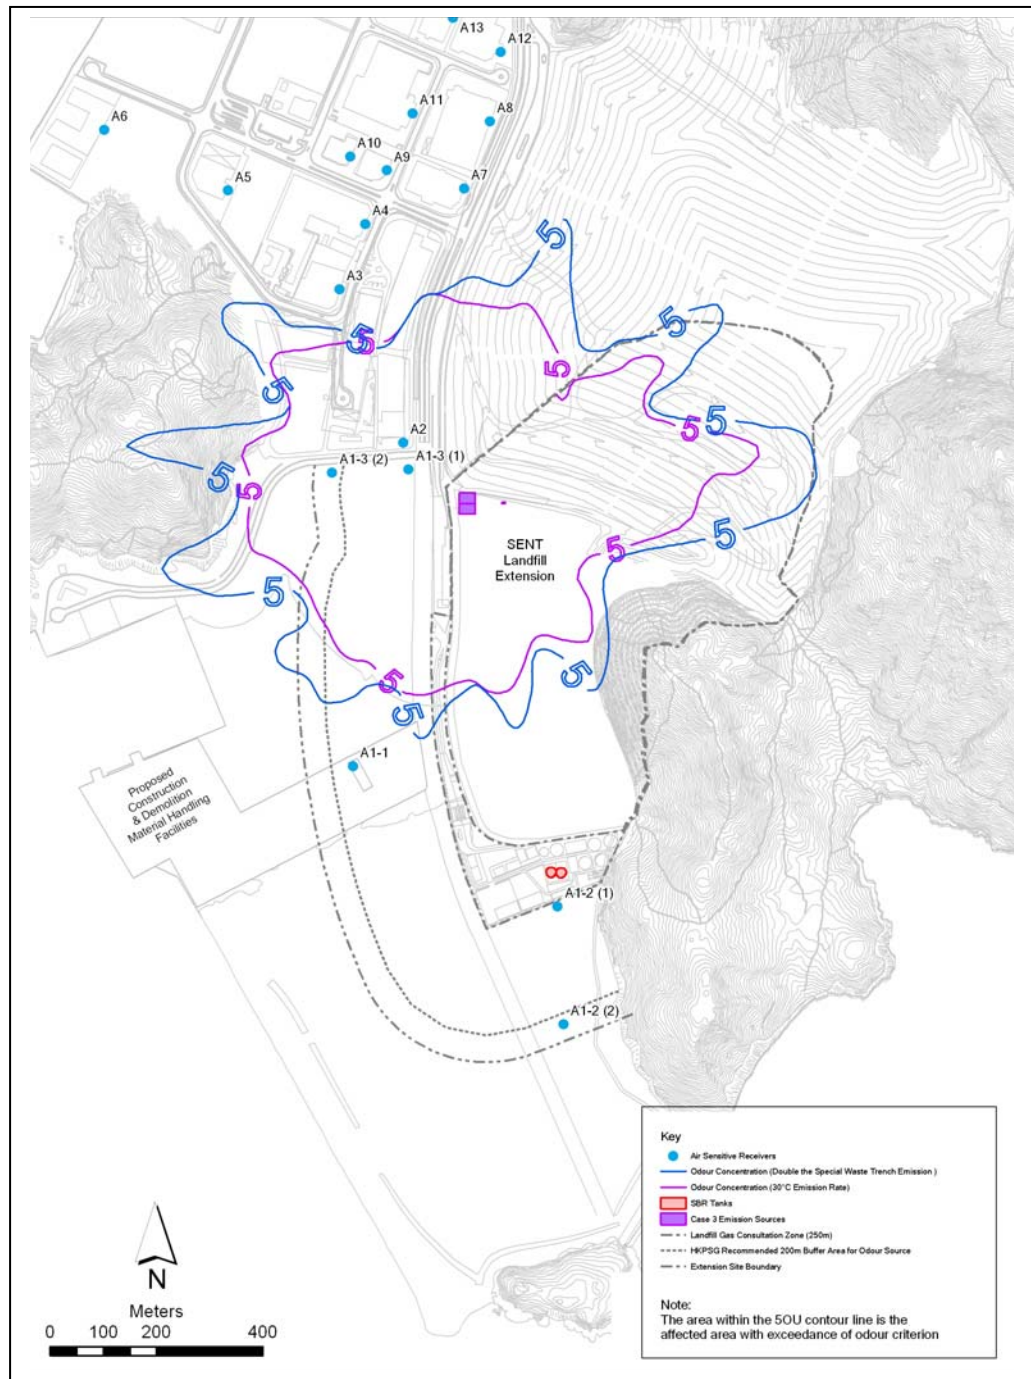 A13
A12
A11
A8
A6
A10
A9
A7
A5
A4
A3
5
5
5
5
5
5
5
5
5
A2
A1-3 (1)
A1-3 (2)
5
5
5
5
SENT
Landfill
Extension
5
5
5
5
A1-1
Proposed
Construction
& Demolition
Material Handling
Facilities
A1-2 (1)
A1-2 (2)
Key
Air Sensitive Receivers
Odour Concentration (Double the Special Waste Trench Emission )
Odour Concentration (30°C Emission Rate)
SBR Tanks
Case 3 Emission Sources
Landfill Gas Consultation Zone (250m)
HKPSG Recommended 200m Buffer Area for Odour Source
Extension Site Boundary
Note:
The area within the 5OU contour line is the
affected area with exceedance of odour criterion
N
Meters
0 100 200 400